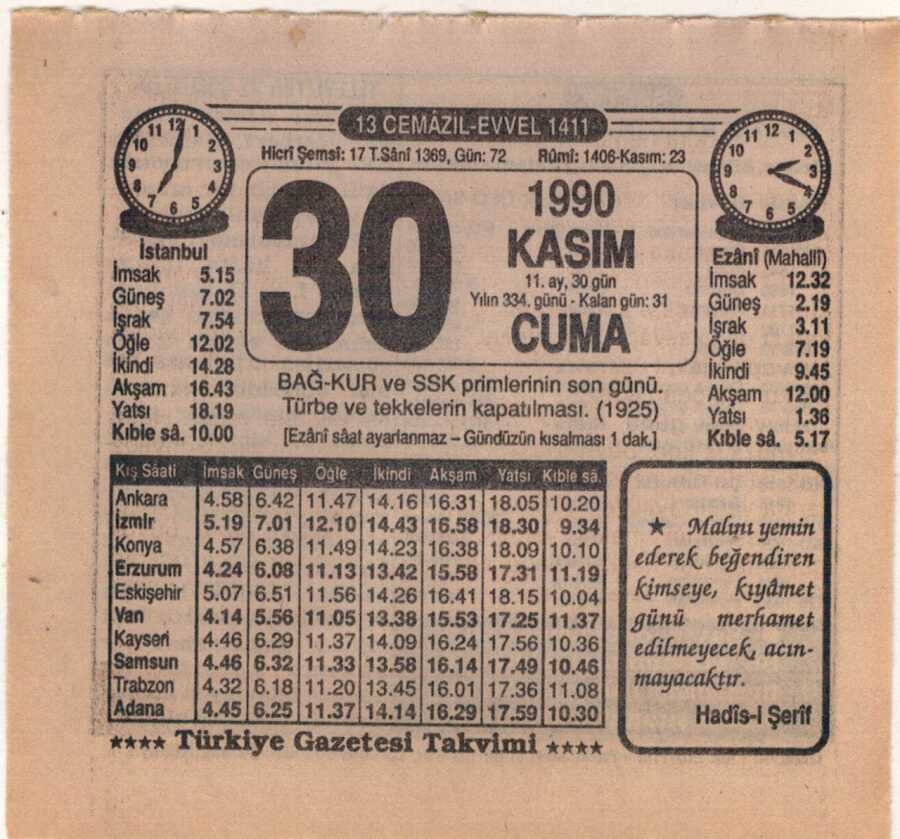 13 CEMÂZİL-EVVEL 1411
Hicrî Şemsî: 17 T.Sânî 1369, Gün: 72 Rûmî: 1406-Kasım: 23
30
1990
KASIM
11. ay, 30 gün
Yılın 334. günü - Kalan gün: 31
CUMA
İstanbul
İmsak 5.15
Güneş 7.02
İşrak 7.54
Öğle 12.02
İkindi 14.28
Akşam 16.43
Yatsı 18.19
Kıble sâ. 10.00
Ezânî (Mahallî)
İmsak 12.32
Güneş 2.19
İşrak 3.11
Öğle 7.19
İkindi 9.45
Akşam 12.00
Yatsı 1.36
Kıble sâ. 5.17
BAĞ-KUR ve SSK primlerinin son günü.
Türbe ve tekkelerin kapatılması. (1925)
[Ezânî sâat ayarlanmaz – Gündüzün kısalması 1 dak.]
Kış Sâati İmsak Güneş Öğle İkindi Akşam Yatsı Kıble sâ.
Ankara 4.58 6.42 11.47 14.16 16.31 18.05 10.20
İzmir 5.19 7.01 12.10 14.43 16.58 18.30 9.34
Konya 4.57 6.38 11.49 14.23 16.38 18.09 10.10
Erzurum 4.24 6.08 11.13 13.42 15.58 17.31 11.19
Eskişehir 5.07 6.51 11.56 14.26 16.41 18.15 10.04
Van 4.14 5.56 11.05 13.38 15.53 17.25 11.37
Kayseri 4.46 6.29 11.37 14.09 16.24 17.56 10.36
Samsun 4.46 6.32 11.33 13.58 16.14 17.49 10.46
Trabzon 4.32 6.18 11.20 13.45 16.01 17.36 11.08
Adana 4.45 6.25 11.37 14.14 16.29 17.59 10.30
★ Malını yemin
ederek beğendiren
kimseye, kıyâmet
günü merhamet
edilmeyecek, acın-
mayacaktır.
Hadîs-i Şerîf
★★★★ Türkiye Gazetesi Takvimi ★★★★